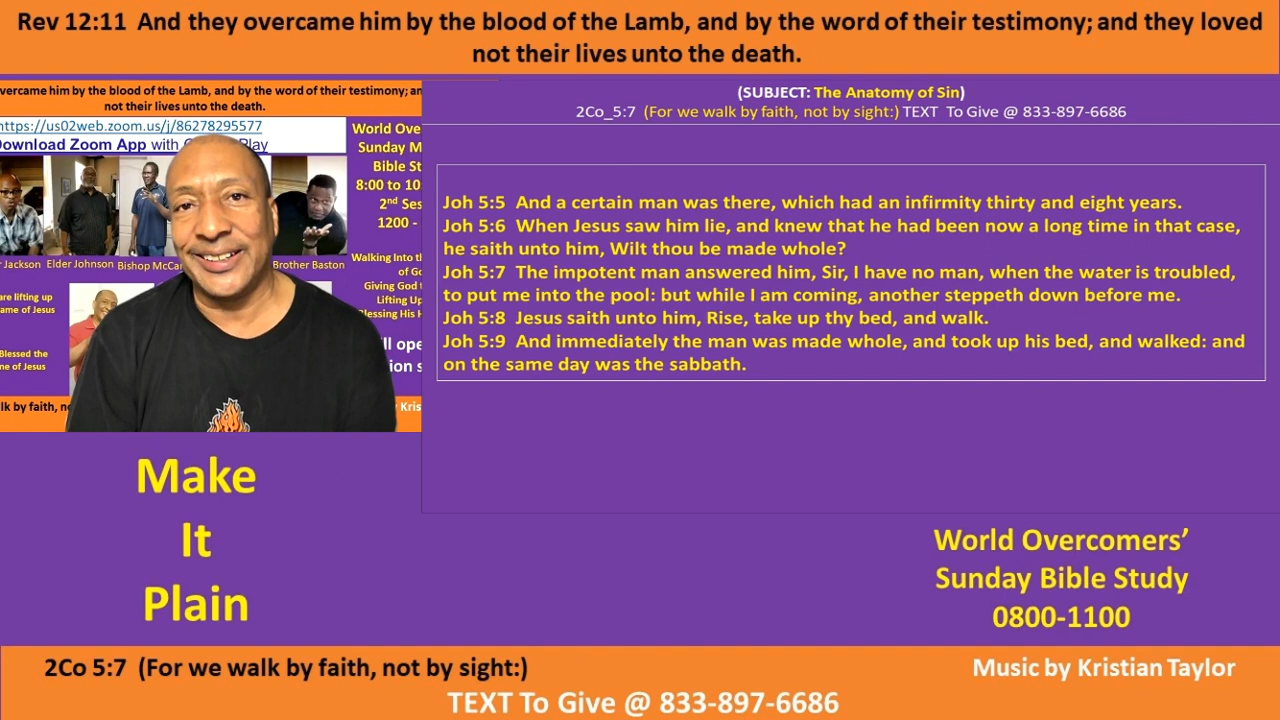 Rev 12:11 And they overcame him by the blood of the Lamb, and by the word of their testimony; and they loved
not their lives unto the death.
vercame him by the blood of the Lamb, and by the word of their testimony; an
not their lives unto the death.
https://us02web.zoom.us/j/86278295577
Download Zoom App with Play
World Ove
Sunday M
Bible St
8:00 to 10
2nd Ses
1200 -
Jackson Elder Johnson Bishop McCa Brother Baston
Walking Into th
of Go
Giving God t
Lifting Up
Blessing His H
are lifting up
ame of Jesus
Blessed the
me of Jesus
ll ope
ion s
lk by faith, no
Kris
(SUBJECT: The Anatomy of Sin)
2Co_5:7 (For we walk by faith, not by sight:) TEXT To Give @ 833-897-6686
Joh 5:5 And a certain man was there, which had an infirmity thirty and eight years.
Joh 5:6 When Jesus saw him lie, and knew that he had been now a long time in that case,
he saith unto him, Wilt thou be made whole?
Joh 5:7 The impotent man answered him, Sir, I have no man, when the water is troubled,
to put me into the pool: but while I am coming, another steppeth down before me.
Joh 5:8 Jesus saith unto him, Rise, take up thy bed, and walk.
Joh 5:9 And immediately the man was made whole, and took up his bed, and walked: and
on the same day was the sabbath.
Make
It
Plain
World Overcomers’
Sunday Bible Study
0800-1100
2Co 5:7 (For we walk by faith, not by sight:)
Music by Kristian Taylor
TEXT To Give @ 833-897-6686